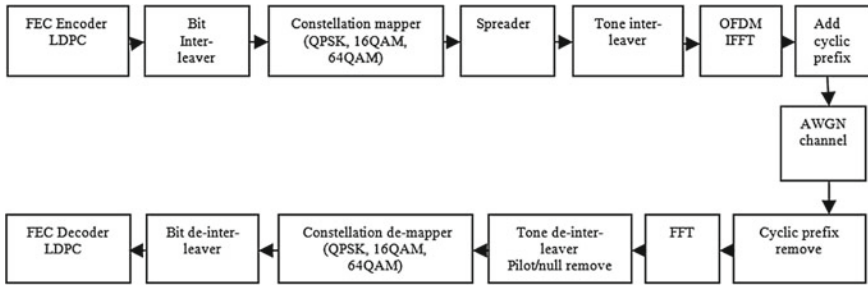 FEC Encoder
LDPC
Bit
Inter-
leaver
Constellation mapper
(QPSK, 16QAM,
64QAM)
Spreader
Tone inter-
leaver
OFDM
IFFT
Add
cyclic
prefix
AWGN
channel
Cyclic prefix
remove
FFT
Tone de-inter-
leaver
Pilot/null remove
Constellation de-mapper
(QPSK, 16QAM,
64QAM)
Bit de-inter-
leaver
FEC Decoder
LDPC